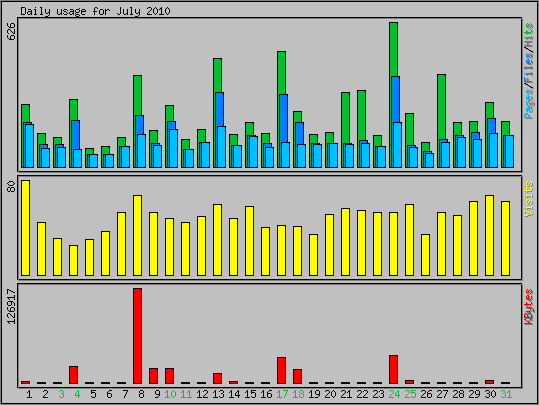 Daily usage for July 2010
626
Pages/Files/Hits
80
Visits
126917
KBytes
1 2 3 4 5 6 7 8 9 10 11 12 13 14 15 16 17 18 19 20 21 22 23 24 25 26 27 28 29 30 31